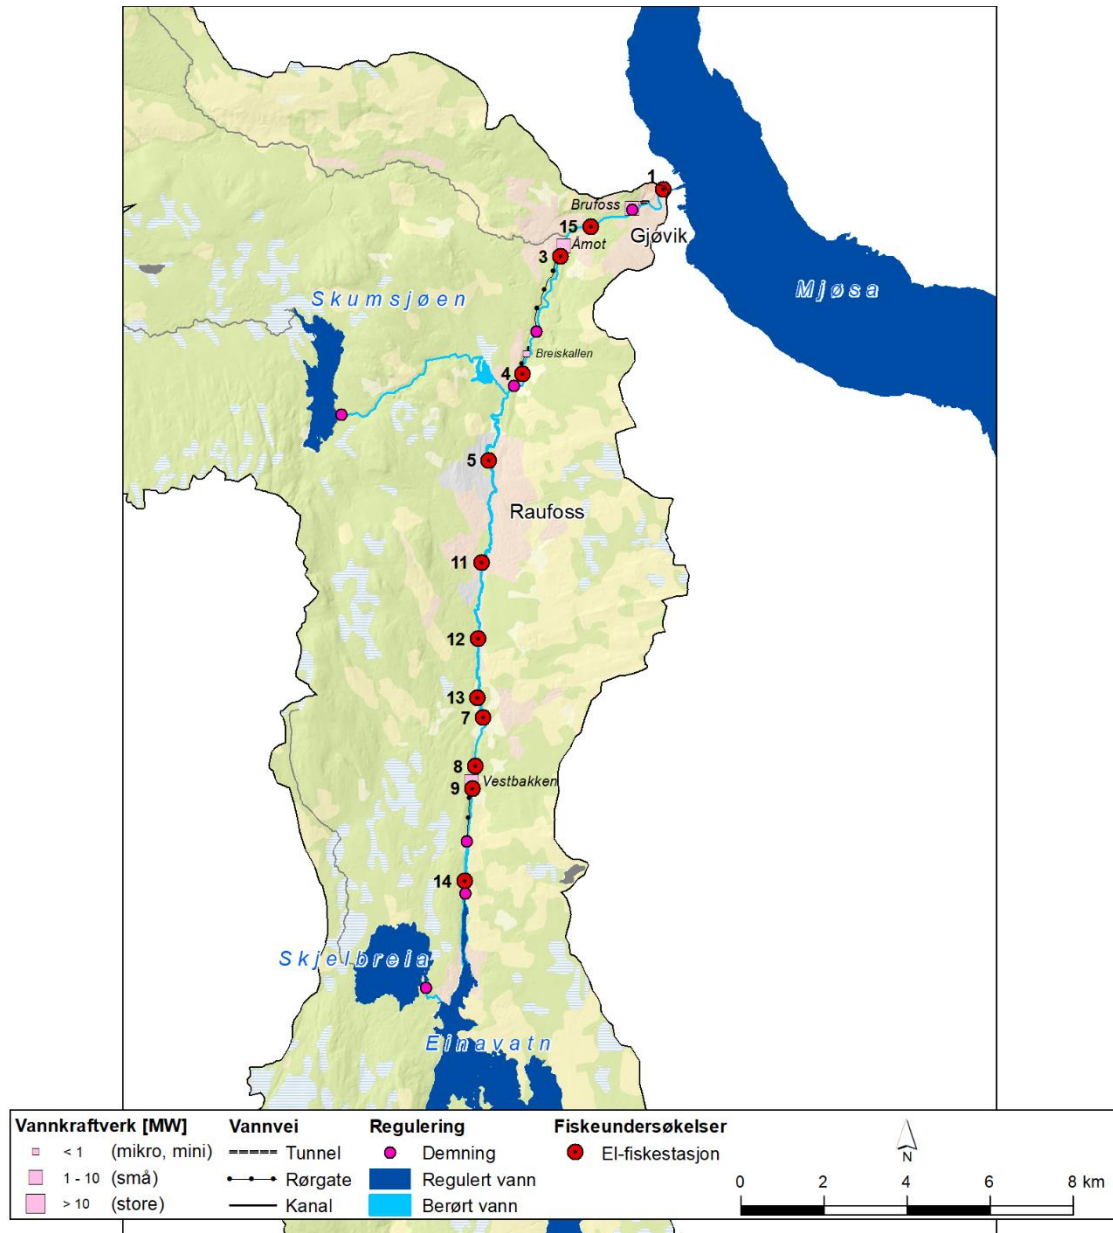 1
Brufoss
15
Gjøvik
Åmot
3
Mjøsa
Skumsjøen
Breiskallen
4
5
Raufoss
11
12
13
7
8
Vestbakken
9
14
Skjelbreia
Einavatn
Vannkraftverk [MW] Vannvei Regulering Fiskeundersøkelser
< 1 (mikro, mini) Tunnel Demning El-fiskestasjon
1 - 10 (små) Rørgate Regulert vann
> 10 (store) Kanal Berørt vann
N
0 2 4 6 8 km